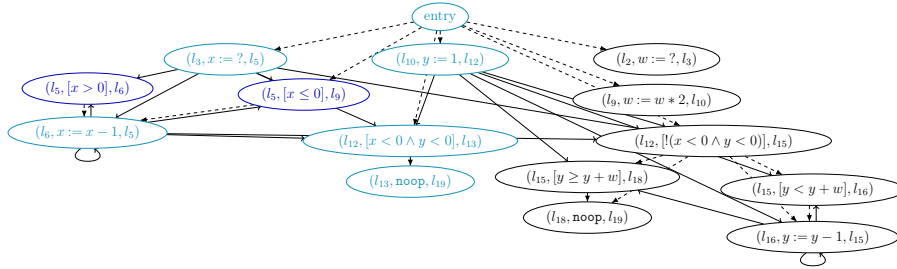 entry
(l₃, x := ?, l₅)
(l₁₀, y := 1, l₁₂)
(l₂, w := ?, l₃)
(l₅, [x > 0], l₆)
(l₅, [x ≤ 0], l₉)
(l₉, w := w * 2, l₁₀)
(l₆, x := x − 1, l₅)
(l₁₂, [x < 0 ∧ y < 0], l₁₃)
(l₁₂, [!(x < 0 ∧ y < 0)], l₁₅)
(l₁₃, noop, l₁₉)
(l₁₅, [y ≥ y + w], l₁₈)
(l₁₅, [y < y + w], l₁₆)
(l₁₈, noop, l₁₉)
(l₁₆, y := y − 1, l₁₅)